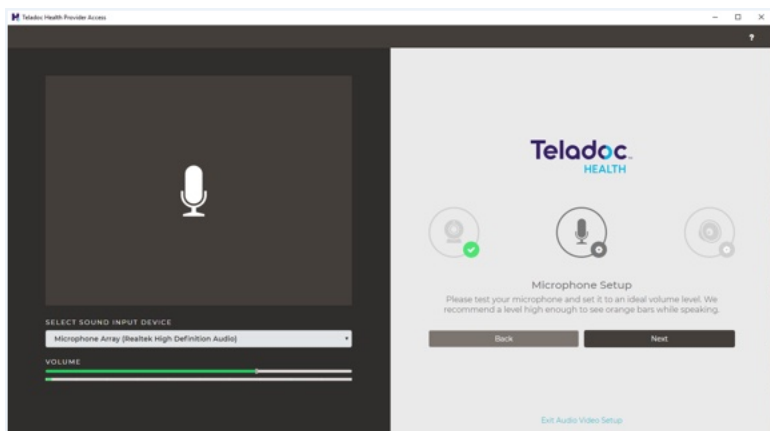 Teladoc Health Provider Access
?
Teladoc™
HEALTH
Microphone Setup
Please test your microphone and set it to an ideal volume level. We
recommend a level high enough to see orange bars while speaking.
SELECT SOUND INPUT DEVICE
Microphone Array (Realtek High Definition Audio)
VOLUME
Back
Next
Exit Audio Video Setup